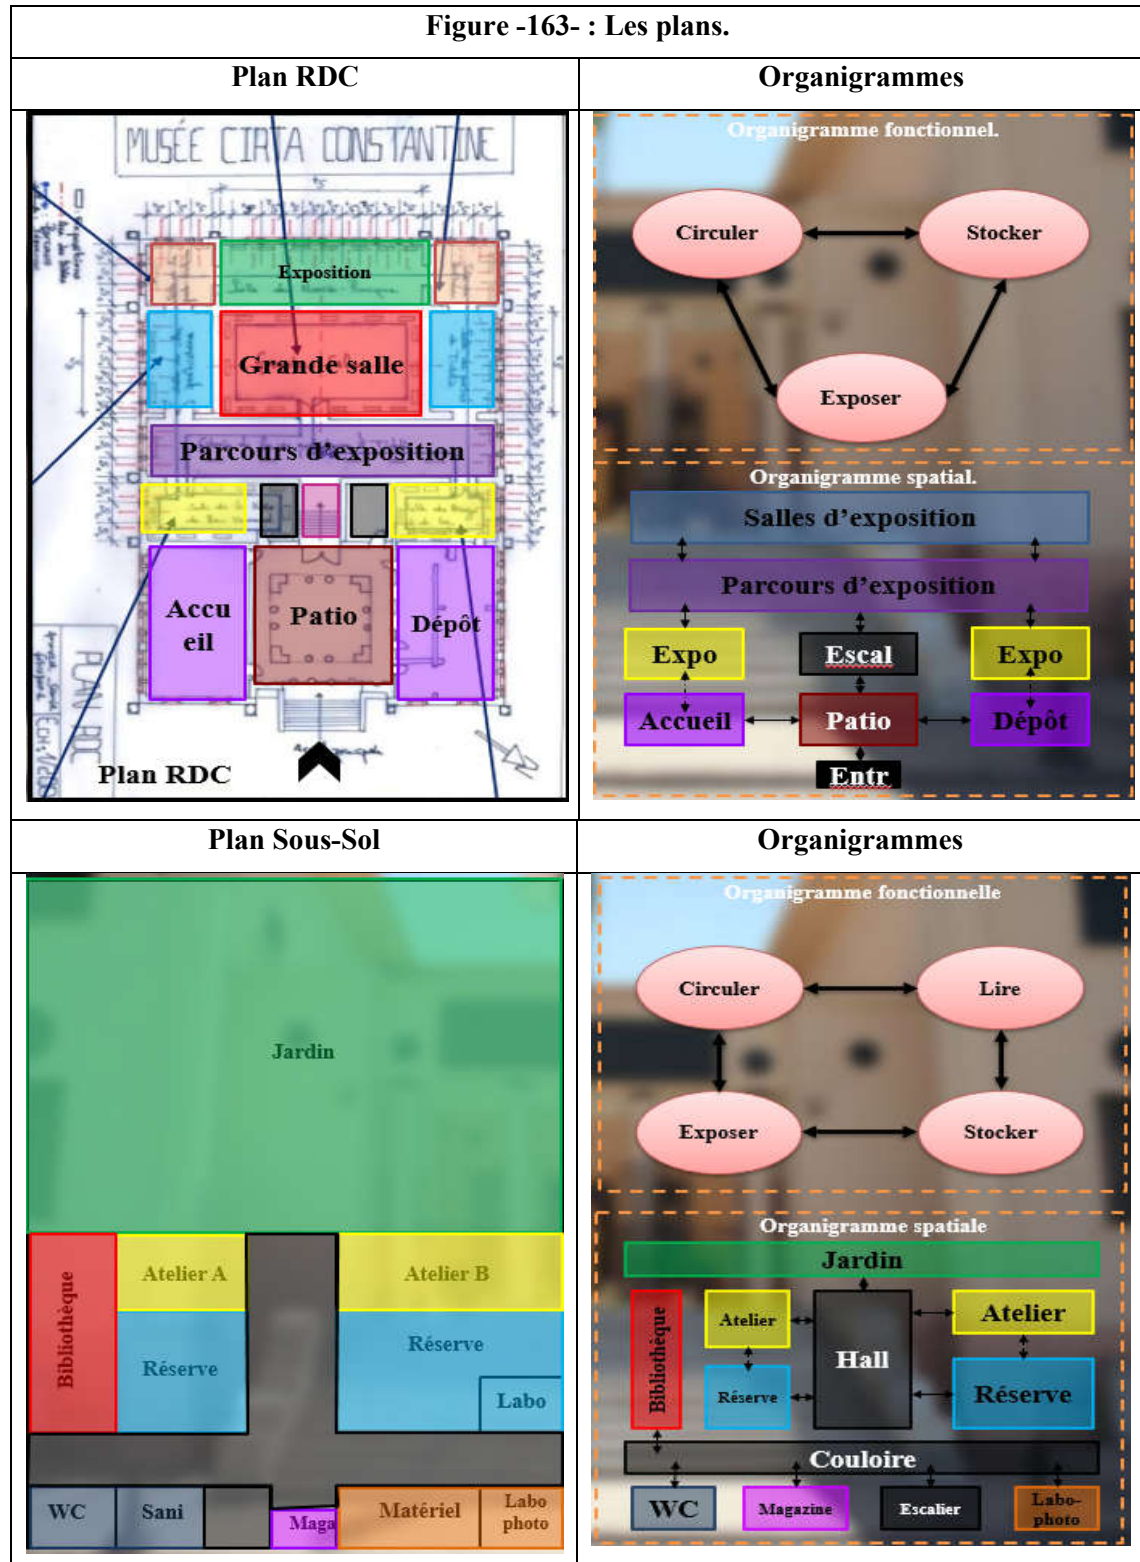 Figure -163- : Les plans.
Plan RDC
Organigrammes
MUSÉE CIRTA CONSTANTINE
Exposition
Grande salle
Parcours d'exposition
Accu
eil
Patio
Dépôt
PLAN RDC
Plan RDC
Organigramme fonctionnel.
Circuler
Stocker
Exposer
Organigramme spatial.
Salles d'exposition
Parcours d'exposition
Expo
Escal
Expo
Accueil
Patio
Dépôt
Entr
Plan Sous-Sol
Organigrammes
Jardin
Bibliothèque
Atelier A
Atelier B
Réserve
Réserve
Labo
WC
Sani
Maga
Matériel
Labo
photo
Organigramme fonctionnelle
Circuler
Lire
Exposer
Stocker
Organigramme spatiale
Jardin
Bibliothèque
Atelier
Hall
Atelier
Réserve
Réserve
Couloire
WC
Magazine
Escalier
Labo-
photo